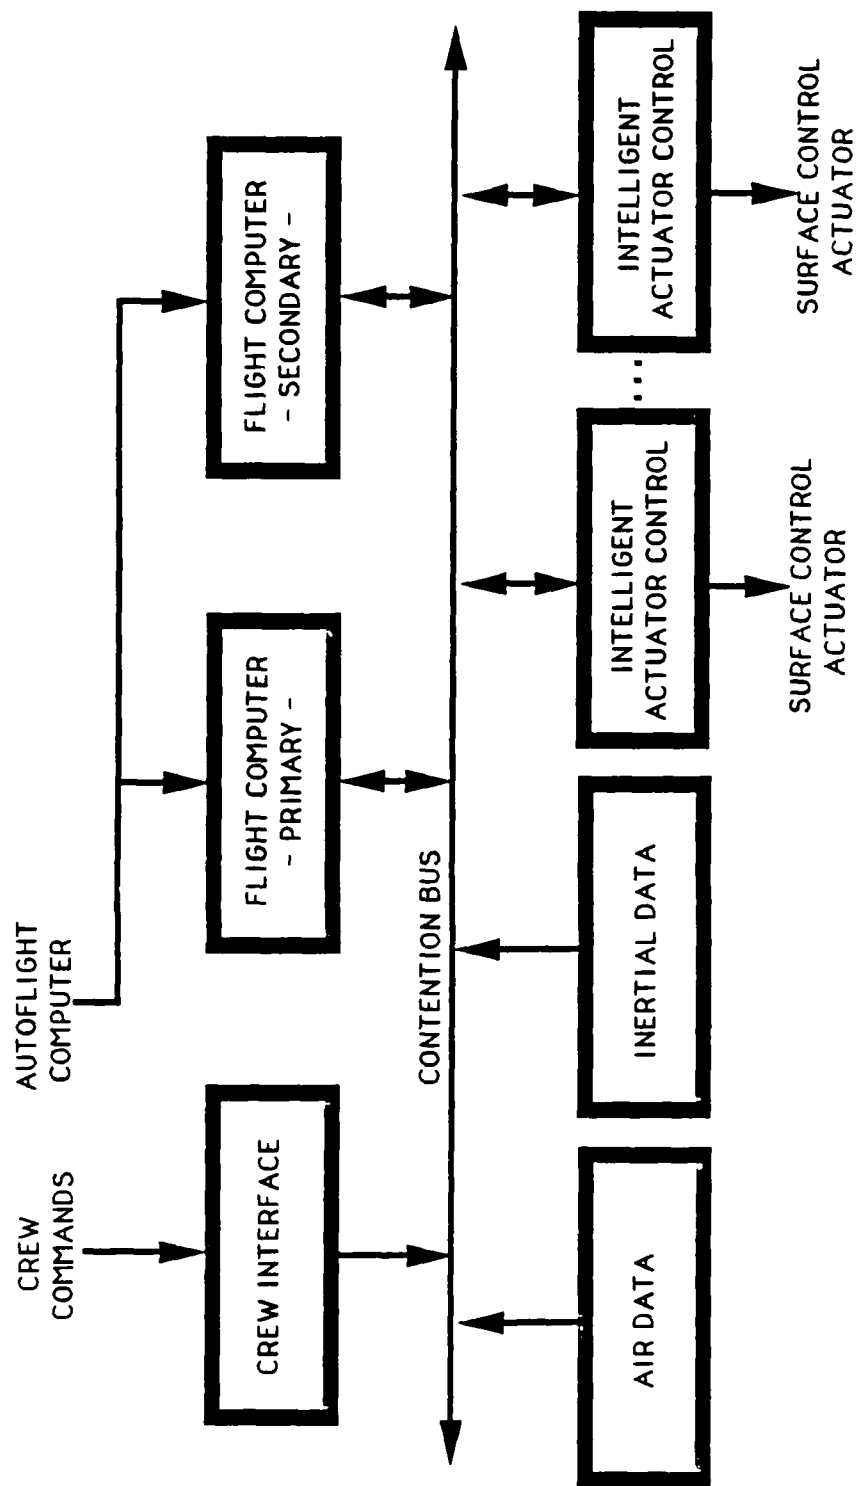 CREW
COMMANDS
AUTOFLIGHT
COMPUTER
CREW INTERFACE
FLIGHT COMPUTER
- PRIMARY -
FLIGHT COMPUTER
- SECONDARY -
CONTENTION BUS
AIR DATA
INERTIAL DATA
INTELLIGENT
ACTUATOR CONTROL
...
INTELLIGENT
ACTUATOR CONTROL
SURFACE CONTROL
ACTUATOR
SURFACE CONTROL
ACTUATOR